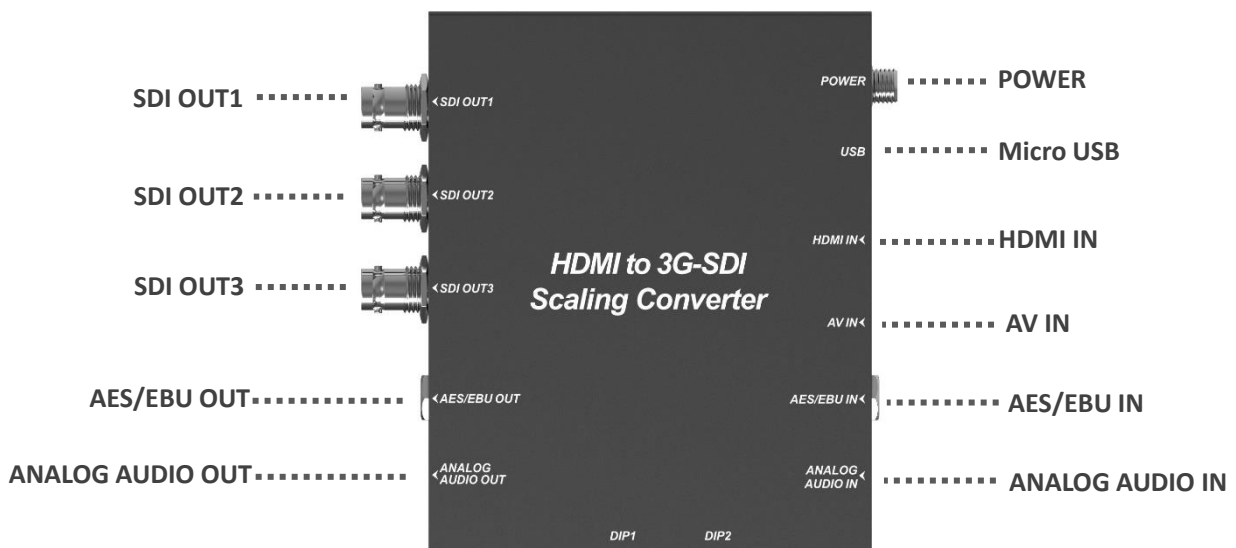 SDI OUT1
SDI OUT2
SDI OUT3
AES/EBU OUT
ANALOG AUDIO OUT
SDI OUT1
SDI OUT2
SDI OUT3
AES/EBU OUT
ANALOG
AUDIO OUT
HDMI to 3G-SDI
Scaling Converter
DIP1
DIP2
POWER
USB
HDMI IN
AV IN
AES/EBU IN
ANALOG
AUDIO IN
POWER
Micro USB
HDMI IN
AV IN
AES/EBU IN
ANALOG AUDIO IN